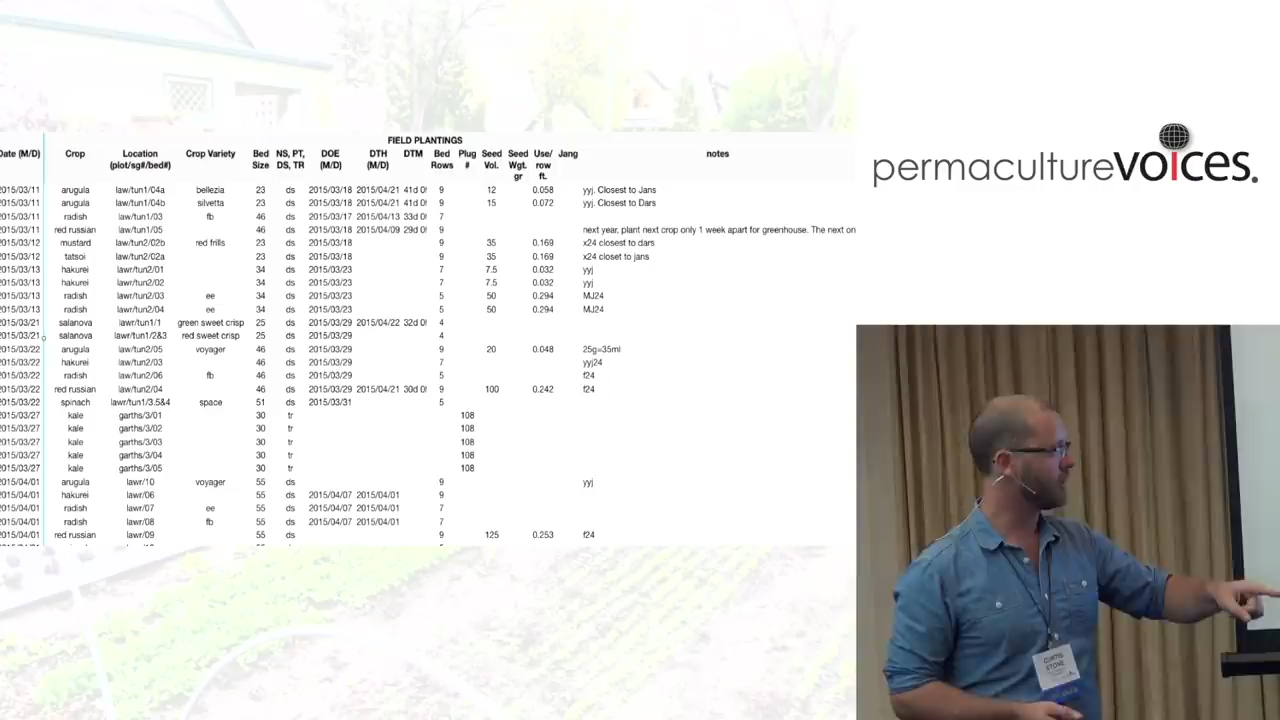 FIELD PLANTINGS
Date (M/D) Crop Location (plot/sg#/bed#) Crop Variety Bed Size NS, PT, DS, TR DOE (M/D) DTH (M/D) DTM Bed Rows Plug # Seed Vol. Seed Wgt. gr Use/ row ft. Jang notes
2015/03/11 arugula law/tun1/04a bellezia 23 ds 2015/03/18 2015/04/21 41d 9 12 0.058 yyj. Closest to Jans
2015/03/11 arugula law/tun1/04b silvetta 23 ds 2015/03/18 2015/04/21 41d 9 15 0.072 yyj. Closest to Dars
2015/03/11 radish law/tun1/03 fb 46 ds 2015/03/17 2015/04/13 33d 7
2015/03/11 red russian law/tun1/05 46 ds 2015/03/18 2015/04/09 29d 9 next year, plant next crop only 1 week apart for greenhouse. The next on
2015/03/12 mustard law/tun2/02b red frills 23 ds 2015/03/18 9 35 0.169 x24 closest to dars
2015/03/12 tatsoi law/tun2/02a 23 ds 2015/03/18 9 35 0.169 x24 closet to jans
2015/03/13 hakurei lawr/tun2/01 34 ds 2015/03/23 7 7.5 0.032 yyj
2015/03/13 hakurei lawr/tun2/02 34 ds 2015/03/23 7 7.5 0.032 yyj
2015/03/13 radish lawr/tun2/03 ee 34 ds 2015/03/23 5 50 0.294 MJ24
2015/03/13 radish lawr/tun2/04 ee 34 ds 2015/03/23 5 50 0.294 MJ24
2015/03/21 salanova lawr/tun1/1 green sweet crisp 25 ds 2015/03/29 2015/04/22 32d 4
2015/03/21 salanova lawr/tun1/2&3 red sweet crisp 25 ds 2015/03/29 4
2015/03/22 arugula law/tun2/05 voyager 46 ds 2015/03/29 9 20 0.048 25g=35ml
2015/03/22 hakurei law/tun2/03 46 ds 2015/03/29 7 yyj24
2015/03/22 radish law/tun2/06 fb 46 ds 2015/03/29 5 f24
2015/03/22 red russian law/tun2/04 46 ds 2015/03/29 2015/04/21 30d 9 100 0.242 f24
2015/03/22 spinach lawr/tun1/3.5&4 space 51 ds 2015/03/31 5
2015/03/27 kale garths/3/01 30 tr 108
2015/03/27 kale garths/3/02 30 tr 108
2015/03/27 kale garths/3/03 30 tr 108
2015/03/27 kale garths/3/04 30 tr 108
2015/03/27 kale garths/3/05 30 tr 108
2015/04/01 arugula lawr/10 voyager 55 ds 9 yyj
2015/04/01 hakurei lawr/06 55 ds 2015/04/07 2015/04/01 9
2015/04/01 radish lawr/07 ee 55 ds 2015/04/07 2015/04/01 7
2015/04/01 radish lawr/08 fb 55 ds 2015/04/07 2015/04/01 7
2015/04/01 red russian lawr/09 55 ds 9 125 0.253 f24
permacultureVOICES.
CURTIS
STONE